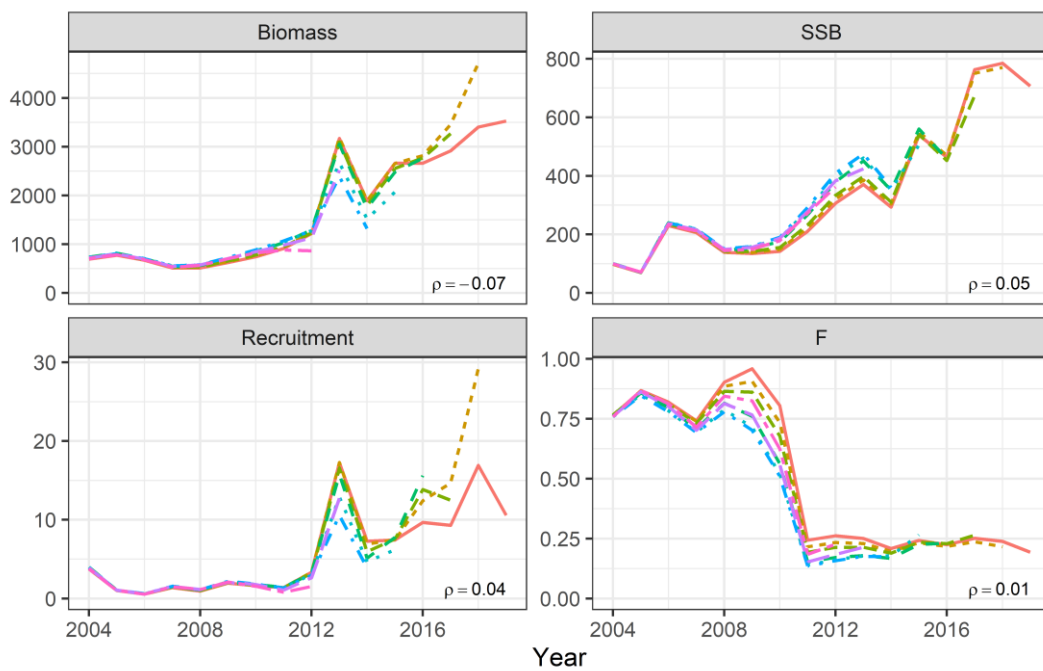 Biomass
4000
3000
2000
1000
0
ρ = − 0.07
SSB
800
600
400
200
0
ρ = 0.05
Recruitment
30
20
10
0
ρ = 0.04
2004 2008 2012 2016
F
1.00
0.75
0.50
0.25
0.00
ρ = 0.01
2004 2008 2012 2016
Year